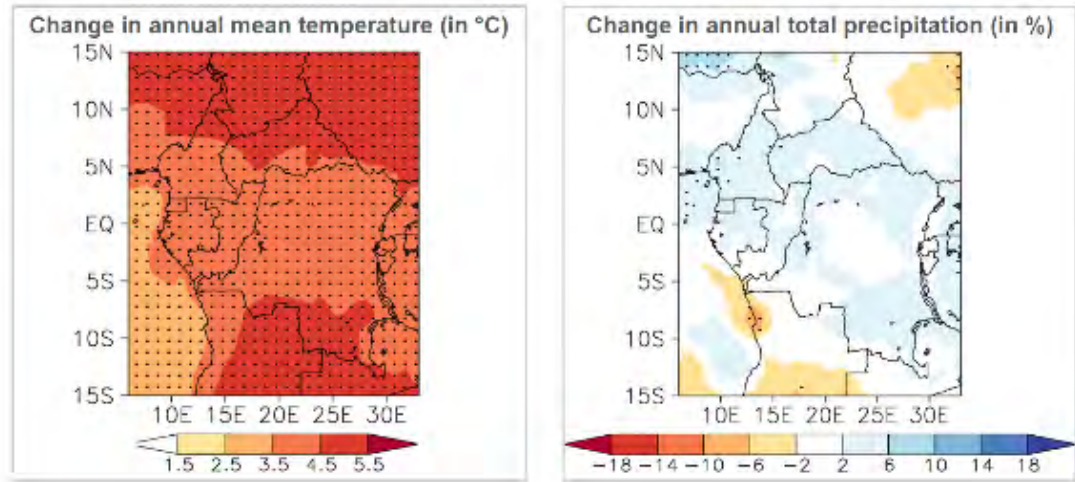 Change in annual mean temperature (in °C)
15N
10N
5N
EQ
5S
10S
15S
10E 15E 20E 25E 30E
1.5 2.5 3.5 4.5 5.5
Change in annual total precipitation (in %)
15N
10N
5N
EQ
5S
10S
15S
10E 15E 20E 25E 30E
−18 −14 −10 −6 −2 2 6 10 14 18